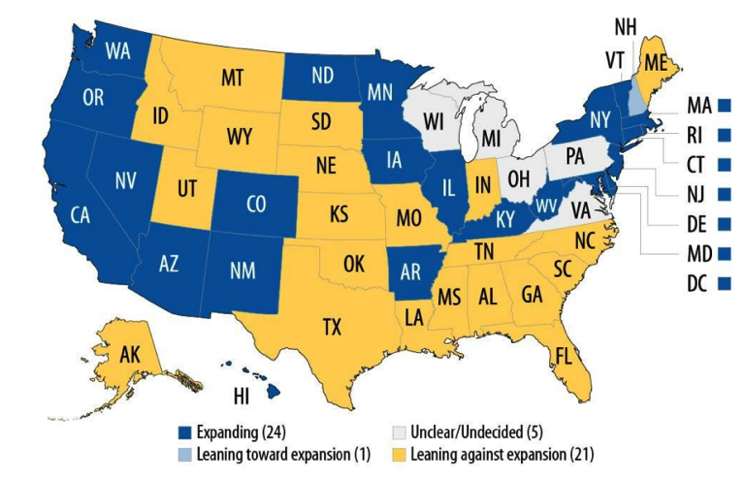 NH
VT
ME
WA
MT
ND
MN
OR
ID
SD
WI
MI
NY
MA
WY
RI
IA
NE
PA
CT
NV
UT
CO
IL
IN
OH
NJ
CA
KS
MO
KY
WV
VA
DE
NC
TN
MD
AZ
NM
OK
AR
SC
DC
MS
AL
GA
LA
TX
AK
FL
HI
Expanding (24)
Unclear/Undecided (5)
Leaning toward expansion (1)
Leaning against expansion (21)